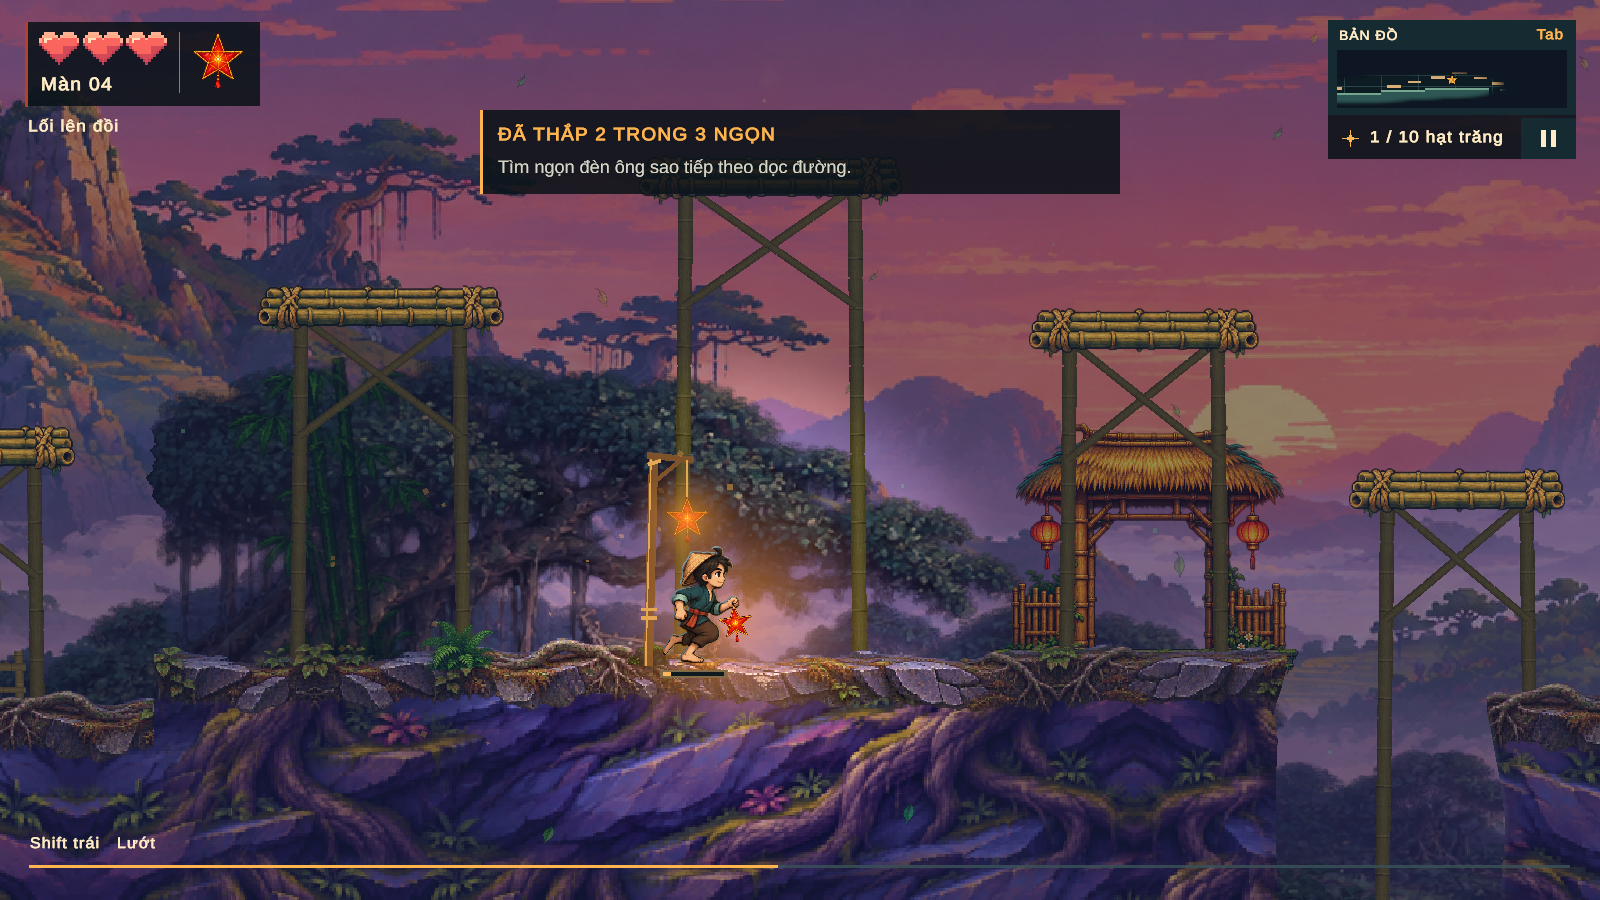 Màn 04
Lối lên đồi
ĐÃ THẮP 2 TRONG 3 NGỌN
Tìm ngọn đèn ông sao tiếp theo dọc đường.
BẢN ĐỒ Tab
1 / 10 hạt trăng
Shift trái Lướt